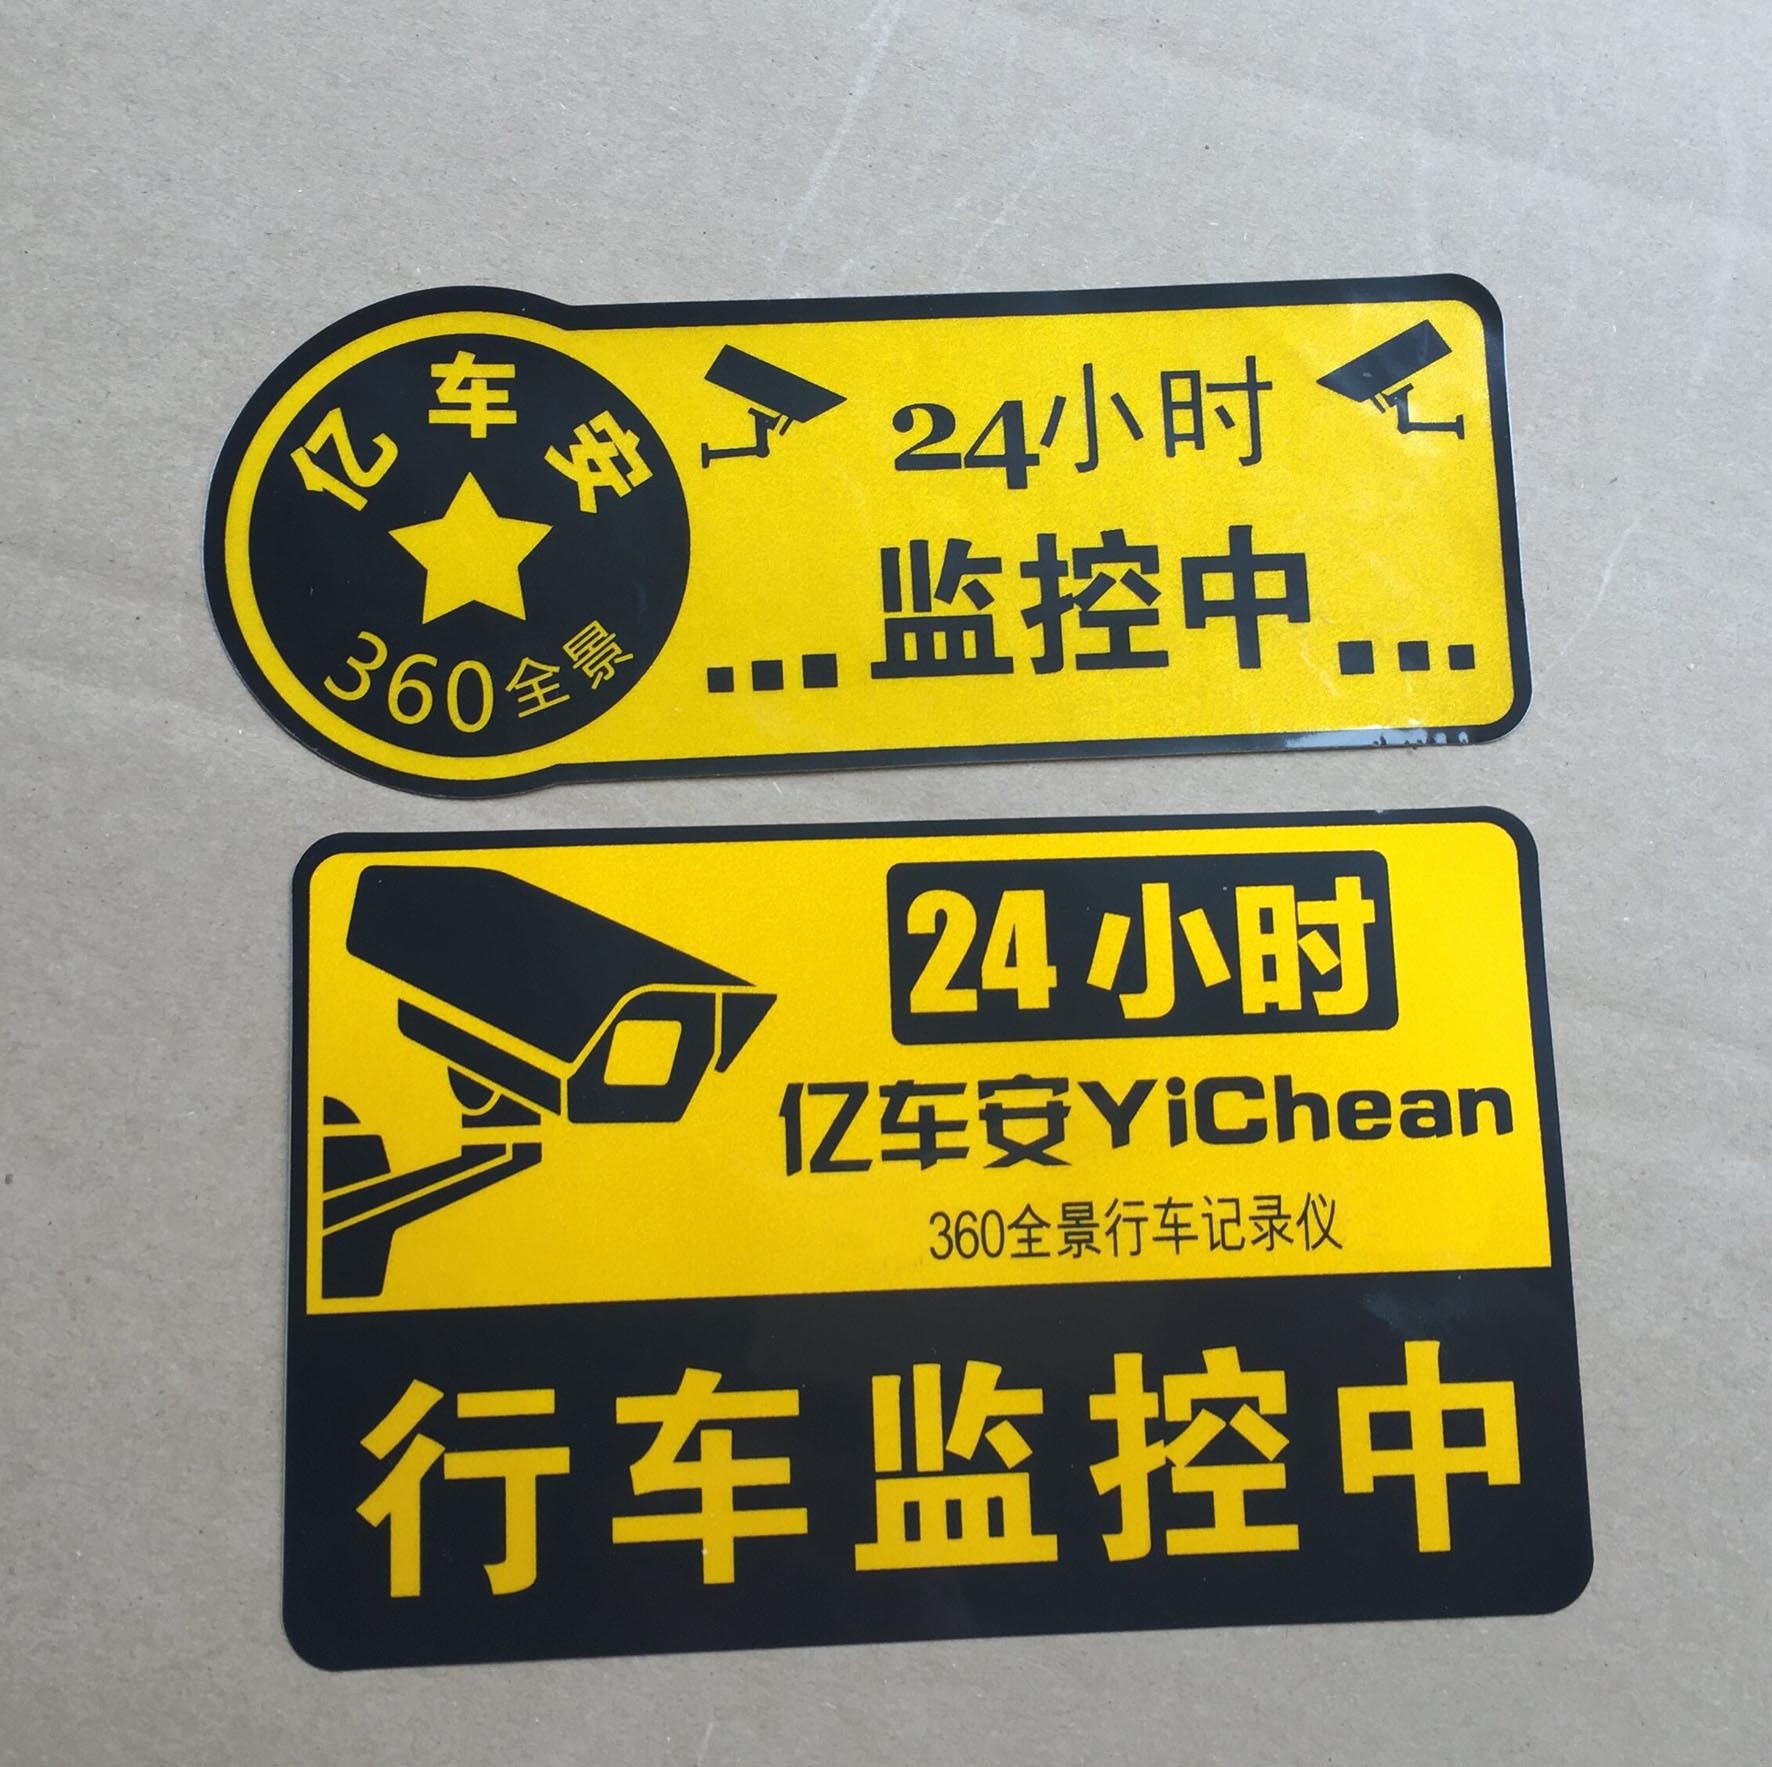 亿车安
360全景
24小时
...监控中...
24小时
亿车安YiChean
360全景行车记录仪
行车监控中